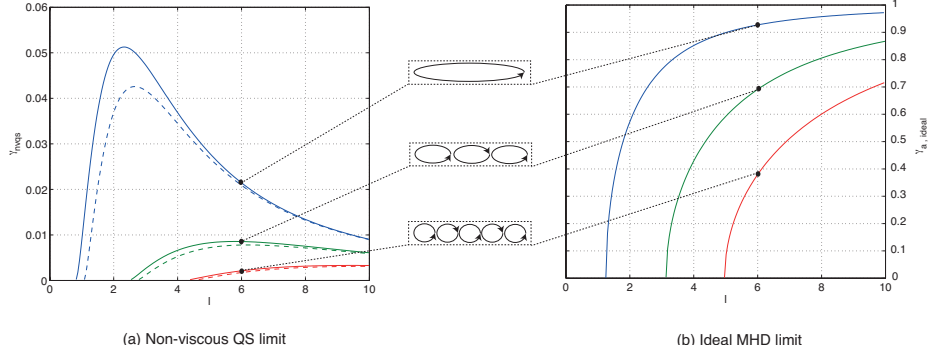 0.06
0.05
0.04
0.03
0.02
0.01
0
γnvqs
0 2 4 6 8 10
l
(a) Non-viscous QS limit
1
0.9
0.8
0.7
0.6
0.5
0.4
0.3
0.2
0.1
0
γa , ideal
0 2 4 6 8 10
l
(b) Ideal MHD limit